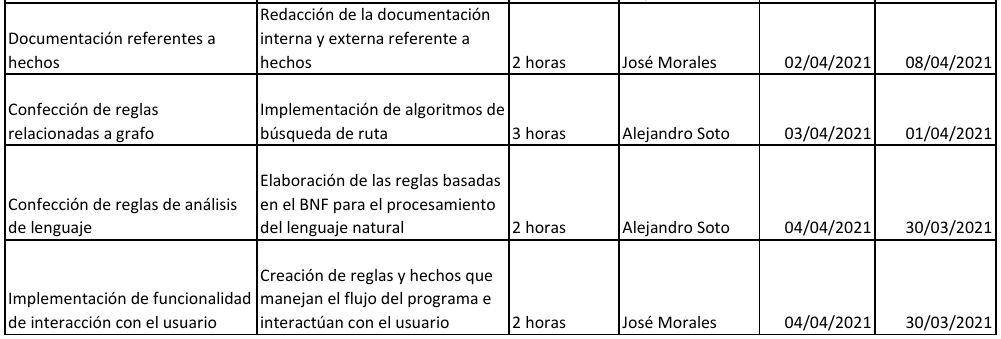 Documentación referentes a
hechos
Redacción de la documentación
interna y externa referente a
hechos
2 horas
José Morales
02/04/2021
08/04/2021
Confección de reglas
relacionadas a grafo
Implementación de algoritmos de
búsqueda de ruta
3 horas
Alejandro Soto
03/04/2021
01/04/2021
Confección de reglas de análisis
de lenguaje
Elaboración de las reglas basadas
en el BNF para el procesamiento
del lenguaje natural
2 horas
Alejandro Soto
04/04/2021
30/03/2021
Implementación de funcionalidad
de interacción con el usuario
Creación de reglas y hechos que
manejan el flujo del programa e
interactúan con el usuario
2 horas
José Morales
04/04/2021
30/03/2021